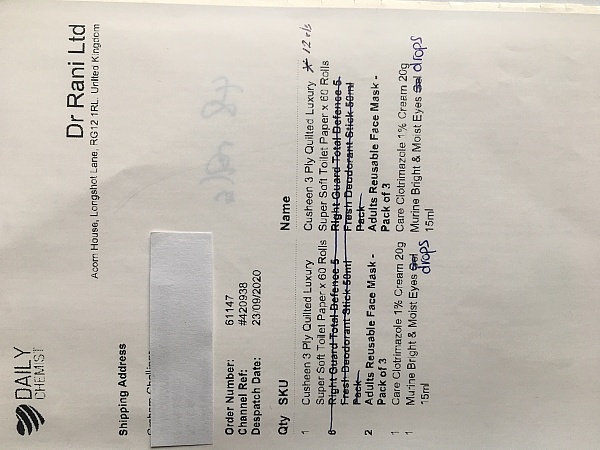 DAILY
CHEMIST
Dr Rani Ltd
Acorn House, Longshot Lane, RG12 1RL. United Kingdom
Shipping Address
Order Number: 61147
Channel Ref: #420938
Despatch Date: 23/09/2020
Qty SKU Name
1 Cusheen 3 Ply Quilted Luxury Cusheen 3 Ply Quilted Luxury * 12
Super Soft Toilet Paper x 60 Rolls Super Soft Toilet Paper x 60 Rolls
6 Right Guard Total Defence 5 Right Guard Total Defence 5
Fresh Deodorant Stick 50ml Fresh Deodorant Stick 50ml
Pack Pack
2 Adults Reusable Face Mask - Adults Reusable Face Mask -
Pack of 3 Pack of 3
1 Care Clotrimazole 1% Cream 20g Care Clotrimazole 1% Cream 20g
1 Murine Bright & Moist Eyes Gel drops Murine Bright & Moist Eyes Gel drops
15ml 15ml